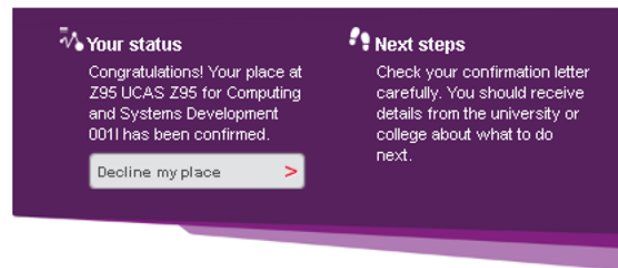 Your status
Congratulations! Your place at
Z95 UCAS Z95 for Computing
and Systems Development
001I has been confirmed.
Decline my place >
Next steps
Check your confirmation letter
carefully. You should receive
details from the university or
college about what to do
next.